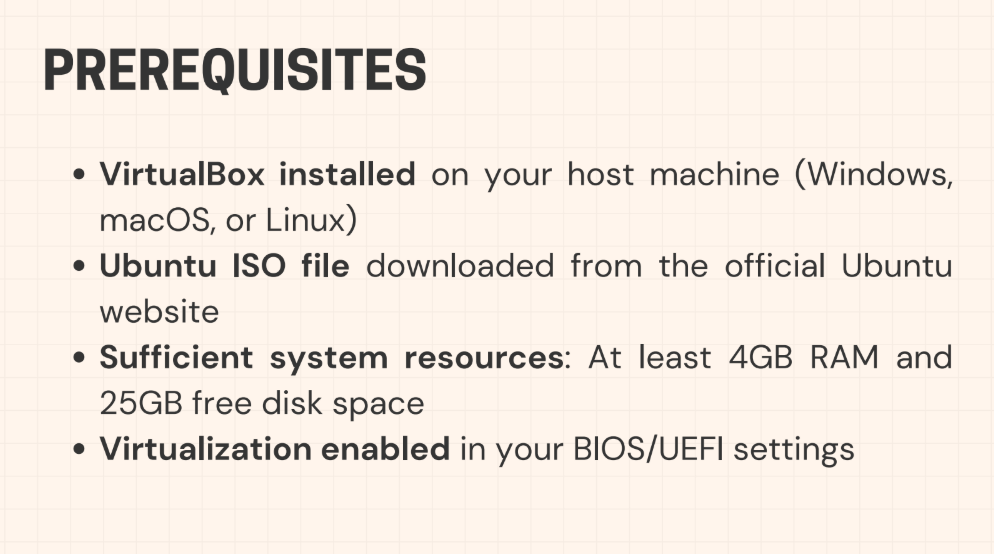 PREREQUISITES
• VirtualBox installed on your host machine (Windows,
macOS, or Linux)
• Ubuntu ISO file downloaded from the official Ubuntu
website
• Sufficient system resources: At least 4GB RAM and
25GB free disk space
• Virtualization enabled in your BIOS/UEFI settings